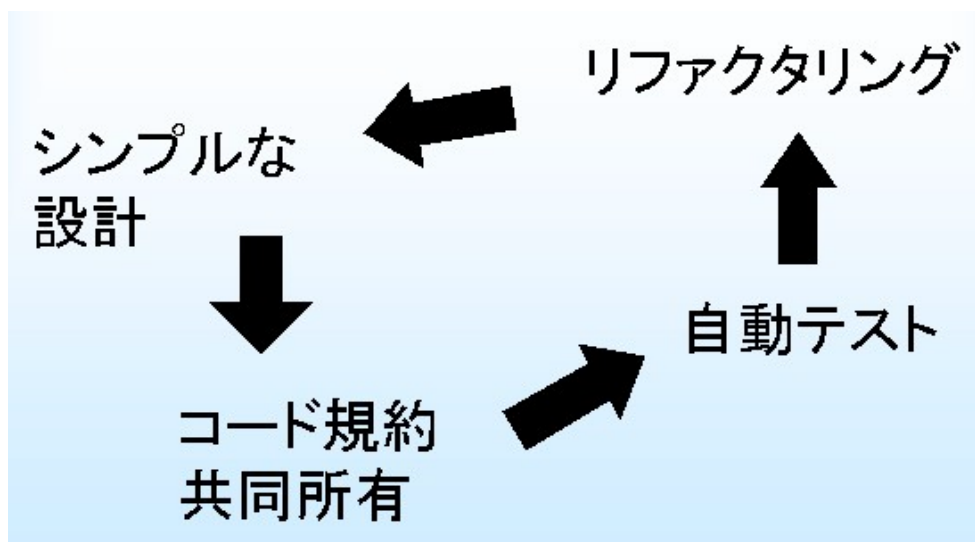 リファクタリング
シンプルな
設計
自動テスト
コード規約
共同所有